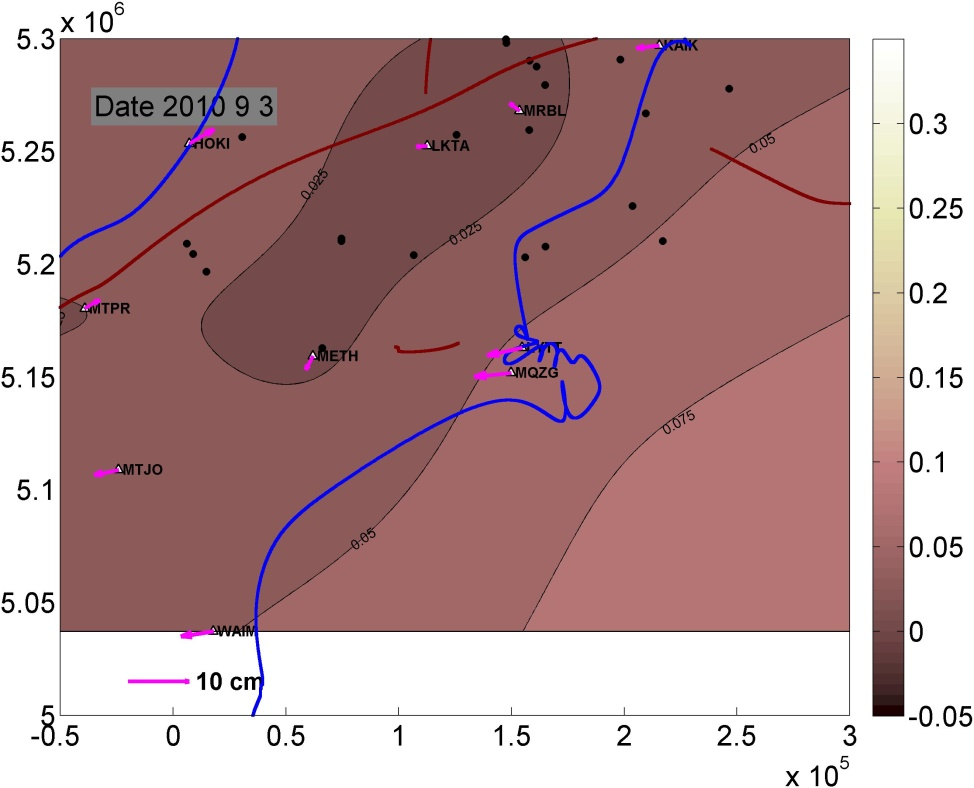 x 10^6
5.3
KAIK
Date 2010 9 3
MRBL
0.3
HOKI
LKTA
0.05
5.25
0.025
0.25
0.025
5.2
0.2
MTPR
METH
5.15
MQZG
0.15
0.075
MTJO
0.1
5.1
0.05
0.05
5.05
WAIM
0
10 cm
5
-0.05
-0.5
0
0.5
1
1.5
2
2.5
3
x 10^5